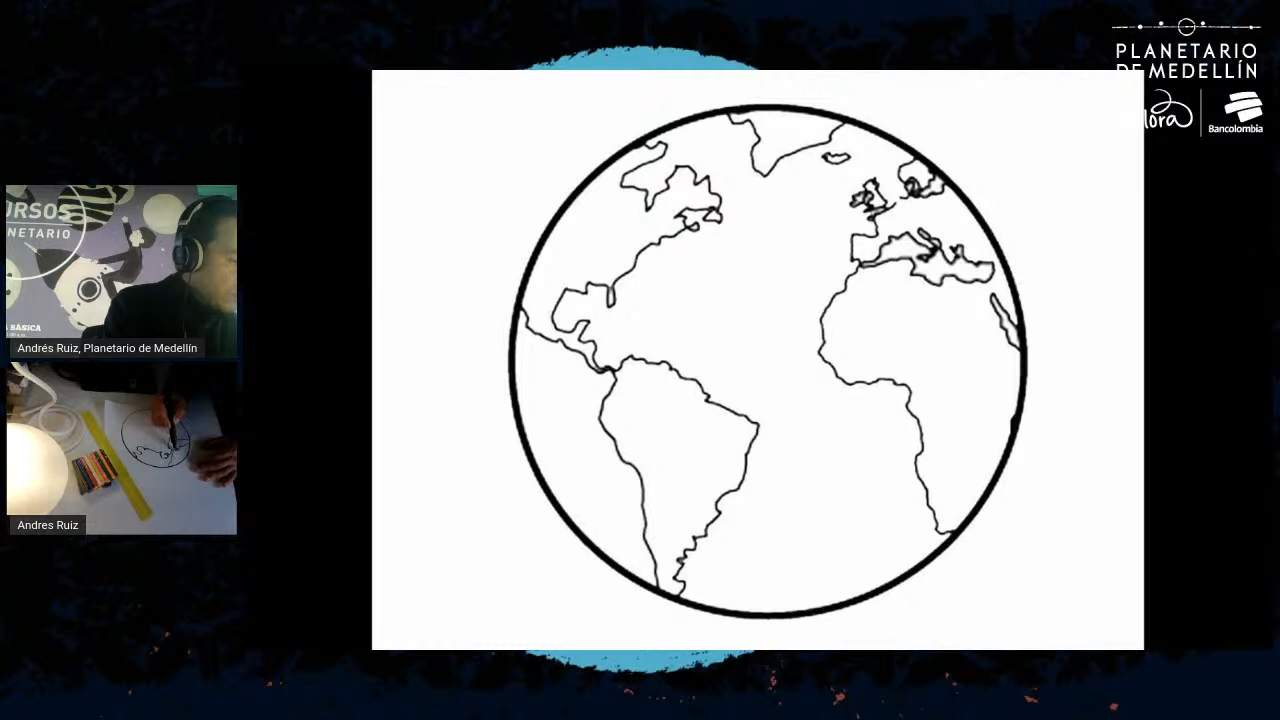 PLANETARIO
DE MEDELLÍN
lora
Bancolombia
URSOS
NETARIO
A BÁSICA
Andrés Ruiz, Planetario de Medellín
Andres Ruiz